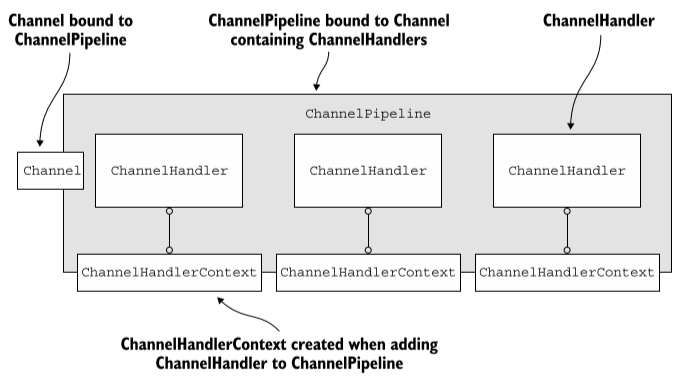 Channel bound to
ChannelPipeline
ChannelPipeline bound to Channel
containing ChannelHandlers
ChannelHandler
ChannelPipeline
Channel
ChannelHandler
ChannelHandler
ChannelHandler
ChannelHandlerContext
ChannelHandlerContext
ChannelHandlerContext
ChannelHandlerContext created when adding
ChannelHandler to ChannelPipeline